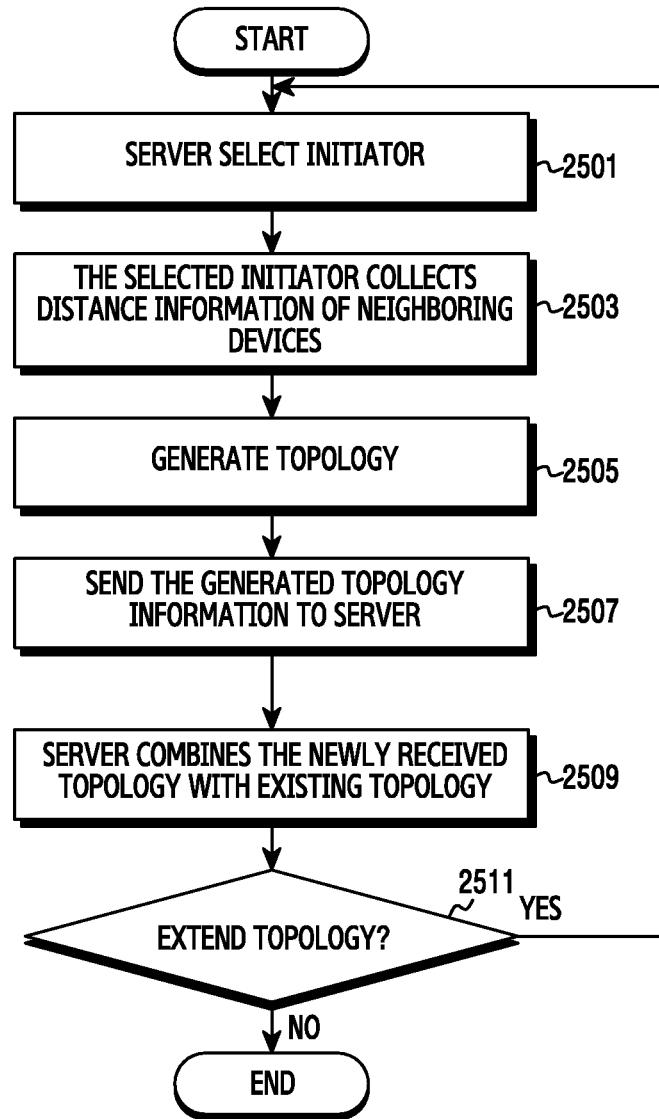 START
SERVER SELECT INITIATOR
2501
THE SELECTED INITIATOR COLLECTS
DISTANCE INFORMATION OF NEIGHBORING
DEVICES
2503
GENERATE TOPOLOGY
2505
SEND THE GENERATED TOPOLOGY
INFORMATION TO SERVER
2507
SERVER COMBINES THE NEWLY RECEIVED
TOPOLOGY WITH EXISTING TOPOLOGY
2509
2511
YES
EXTEND TOPOLOGY?
NO
END